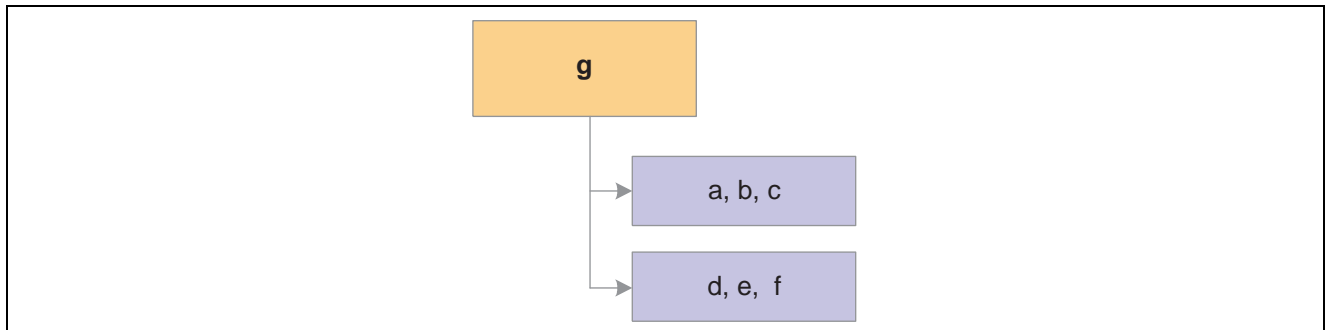 g
a, b, c
d, e, f